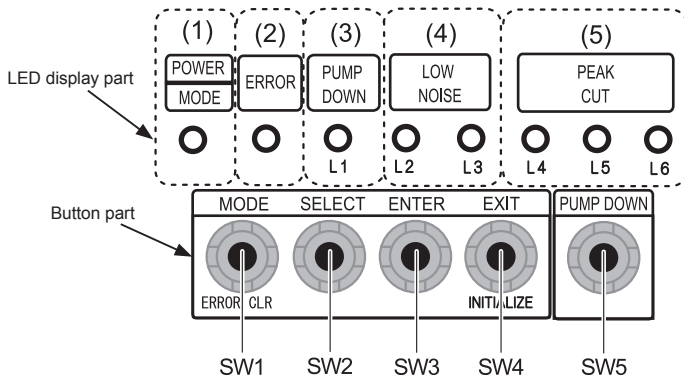 (1) (2) (3) (4) (5)
POWER
MODE
ERROR
PUMP
DOWN
LOW
NOISE
PEAK
CUT
LED display part
L1 L2 L3 L4 L5 L6
Button part
MODE SELECT ENTER EXIT PUMP DOWN
ERROR CLR INITIALIZE
SW1 SW2 SW3 SW4 SW5